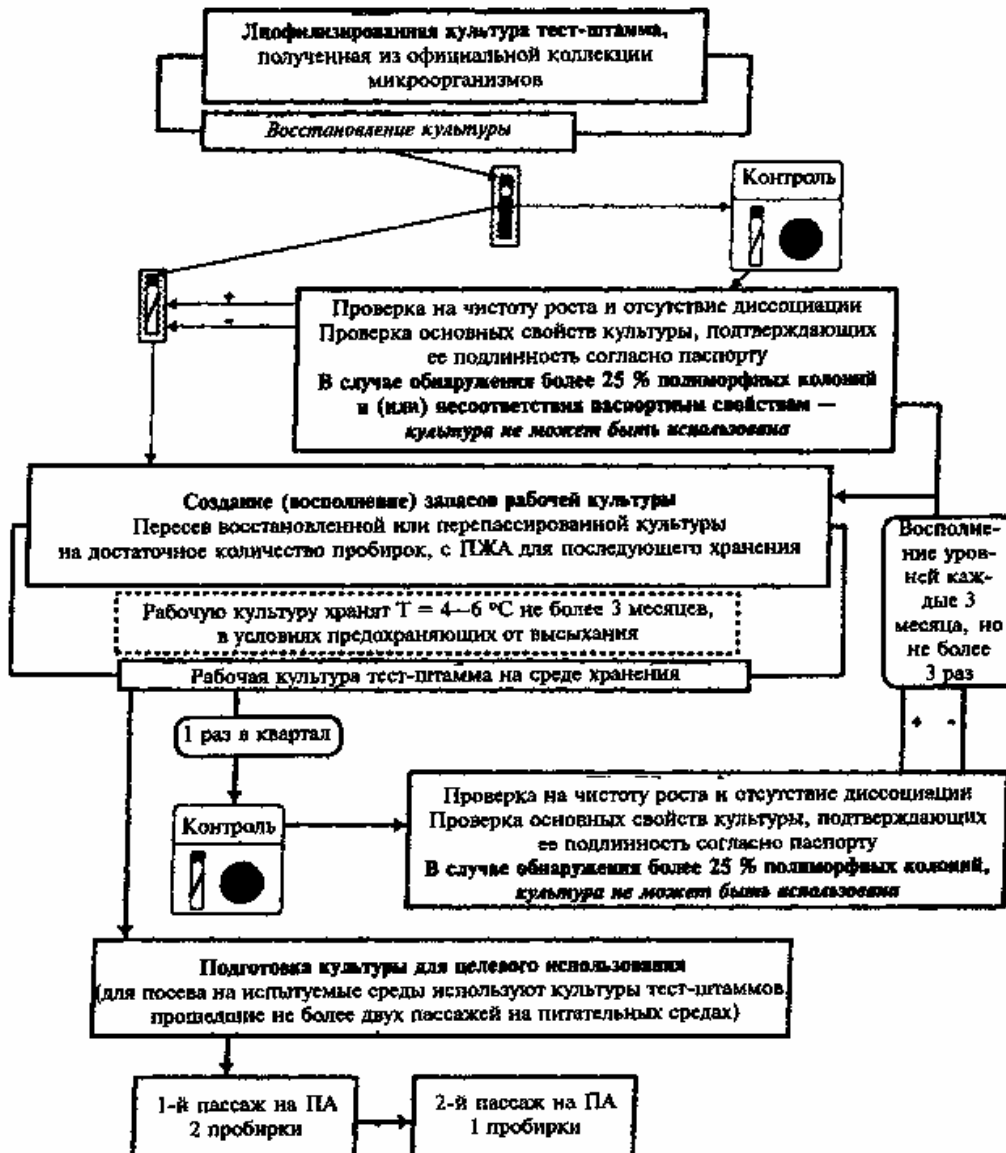 Лиофилизированная культура тест-штамма,
полученная из официальной коллекции
микроорганизмов
Восстановление культуры
Контроль
+
-
Проверка на чистоту роста и отсутствие диссоциации
Проверка основных свойств культуры, подтверждающих
ее подлинность согласно паспорту
В случае обнаружения более 25 % полиморфных колоний
и (или) несоответствия паспортным свойствам —
культура не может быть использована
Создание (восполнение) запасов рабочей культуры
Пересев восстановленной или перепассированной культуры
на достаточное количество пробирок, с ПЖА для последующего хранения
Рабочую культуру хранят Т = 4—6 °С не более 3 месяцев,
в условиях предохраняющих от высыхания
Рабочая культура тест-штамма на среде хранения
Восполне-
ние уров-
ней каж-
дые 3
месяца, но
не более
3 раз
+ -
1 раз в квартал
Контроль
Проверка на чистоту роста и отсутствие диссоциации
Проверка основных свойств культуры, подтверждающих
ее подлинность согласно паспорту
В случае обнаружения более 25 % полиморфных колоний,
культура не может быть использована
Подготовка культуры для целевого использования
(для посева на испытуемые среды используют культуры тест-штаммов,
прошедшие не более двух пассажей на питательных средах)
1-й пассаж на ПА
2 пробирки
2-й пассаж на ПА
1 пробирки